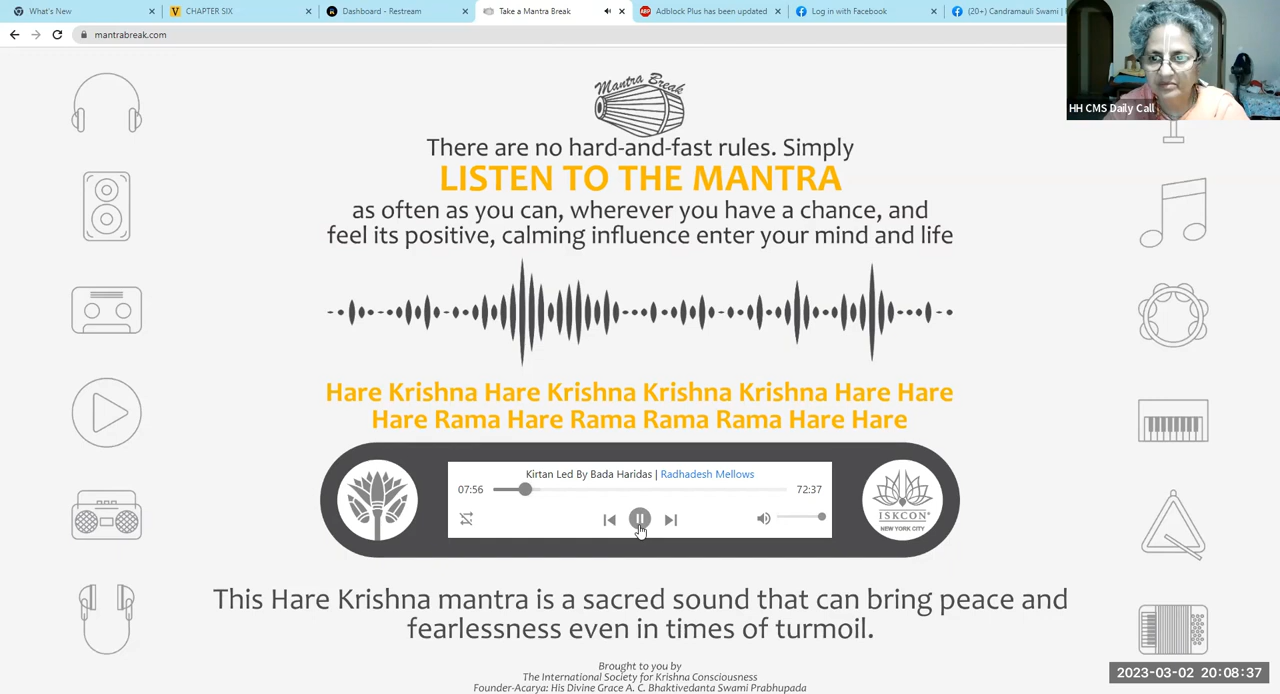 What's New
CHAPTER SIX
Dashboard - Restream
Take a Mantra Break
Adblock Plus has been updated
Log in with Facebook
(20+) Candramauli Swami |
mantrabreak.com
HH CMS Daily Call
Mantra Break
There are no hard-and-fast rules. Simply
LISTEN TO THE MANTRA
as often as you can, wherever you have a chance, and
feel its positive, calming influence enter your mind and life
Hare Krishna Hare Krishna Krishna Krishna Hare Hare
Hare Rama Hare Rama Rama Rama Hare Hare
Kirtan Led By Bada Haridas | Radhadesh Mellows
07:56
72:37
ISKCON®
NEW YORK CITY
This Hare Krishna mantra is a sacred sound that can bring peace and
fearlessness even in times of turmoil.
Brought to you by
The International Society for Krishna Consciousness
Founder-Acarya: His Divine Grace A. C. Bhaktivedanta Swami Prabhupada
2023-03-02 20:08:37